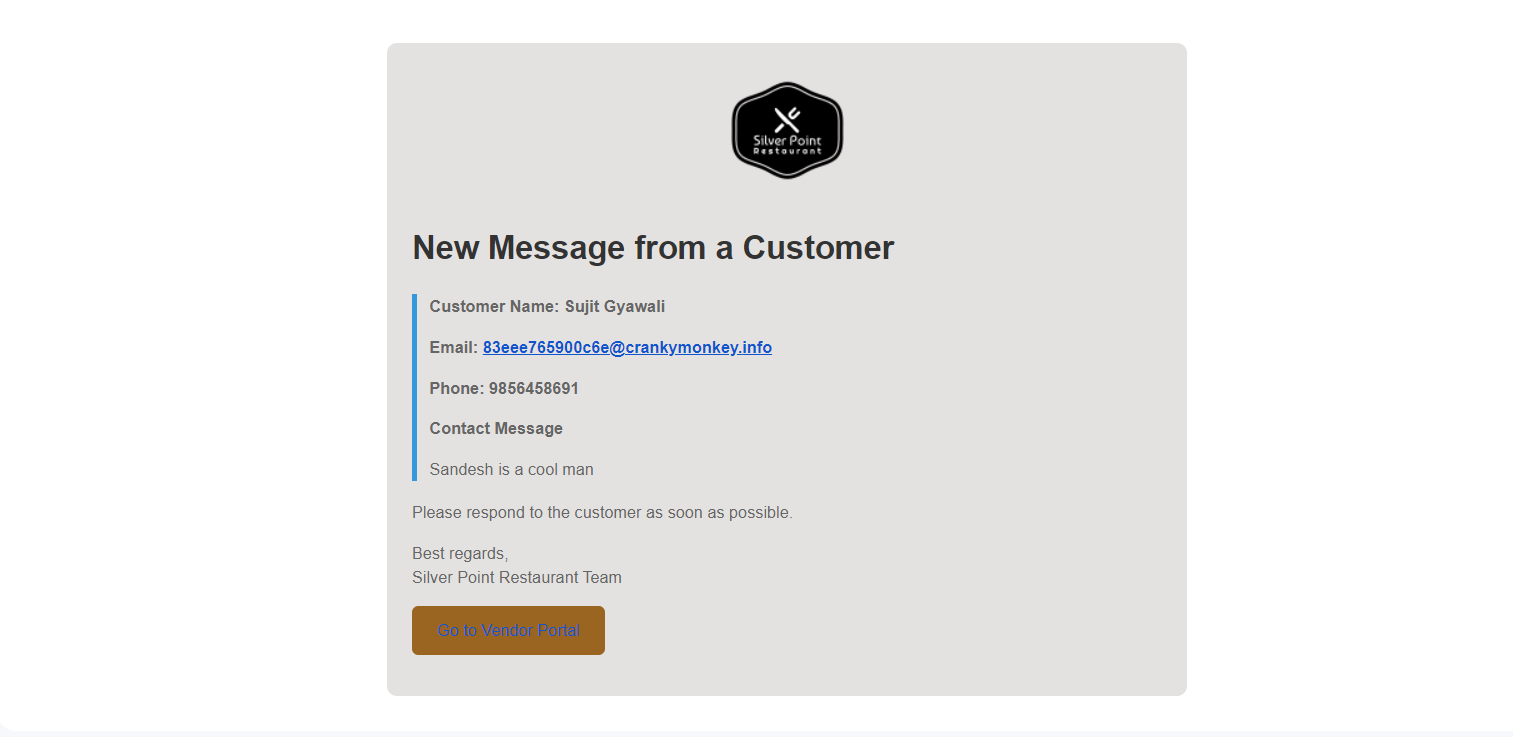 Silver Point
Restaurant
New Message from a Customer
Customer Name: Sujit Gyawali
Email: 83eee765900c6e@crankymonkey.info
Phone: 9856458691
Contact Message
Sandesh is a cool man
Please respond to the customer as soon as possible.
Best regards,
Silver Point Restaurant Team
Go to Vendor Portal